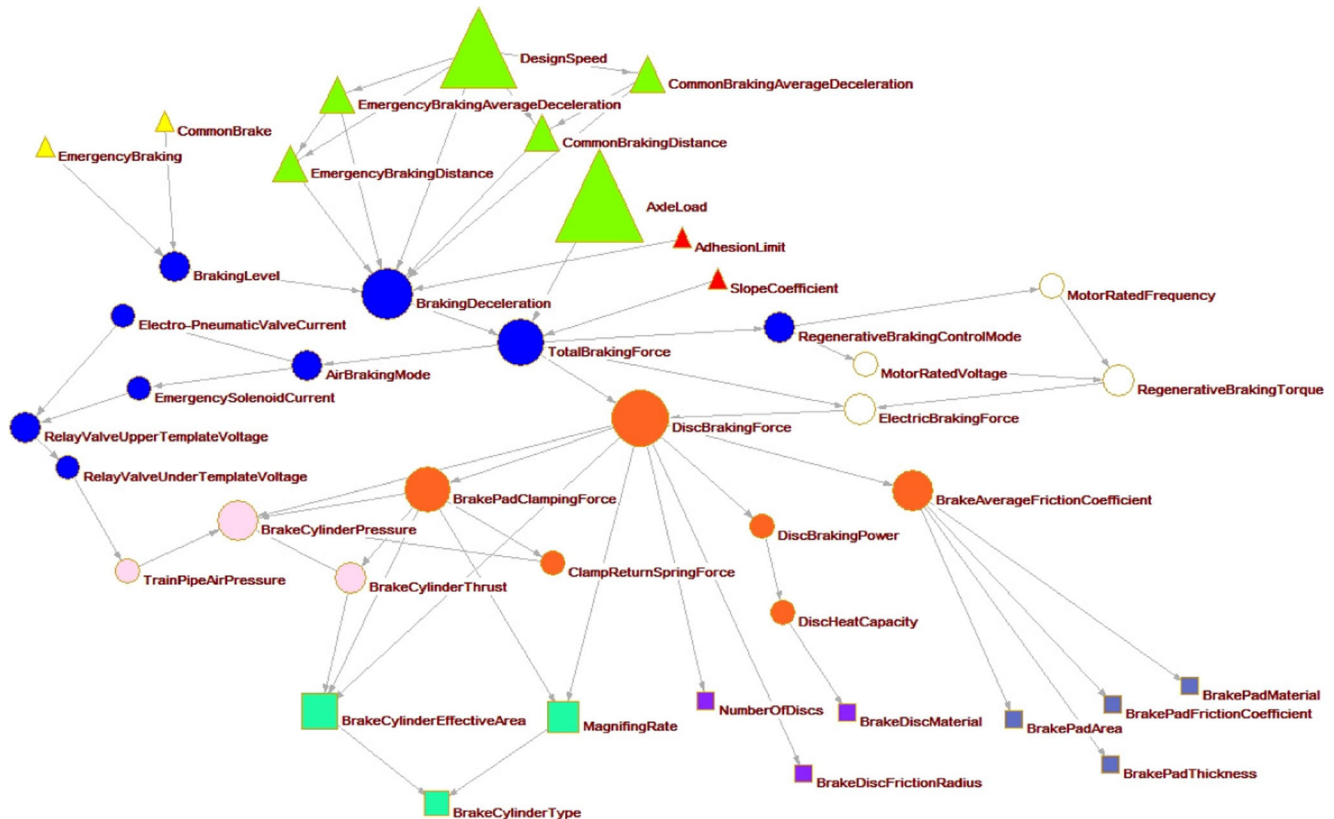 DesignSpeed
CommonBrakingAverageDeceleration
EmergencyBrakingAverageDeceleration
CommonBrake
CommonBrakingDistance
EmergencyBraking
EmergencyBrakingDistance
AxleLoad
AdhesionLimit
BrakingLevel
SlopeCoefficient
MotorRatedFrequency
BrakingDeceleration
Electro-PneumaticValveCurrent
RegenerativeBrakingControlMode
TotalBrakingForce
AirBrakingMode
MotorRatedVoltage
RegenerativeBrakingTorque
EmergencySolenoidCurrent
ElectricBrakingForce
DiscBrakingForce
RelayValveUpperTemplateVoltage
RelayValveUnderTemplateVoltage
BrakePadClampingForce
BrakeAverageFrictionCoefficient
BrakeCylinderPressure
DiscBrakingPower
ClampReturnSpringForce
TrainPipeAirPressure
BrakeCylinderThrust
DiscHeatCapacity
BrakePadMaterial
NumberOfDiscs
BrakePadFrictionCoefficient
BrakeCylinderEffectiveArea
MagnifingRate
BrakeDiscMaterial
BrakePadArea
BrakePadThickness
BrakeDiscFrictionRadius
BrakeCylinderType